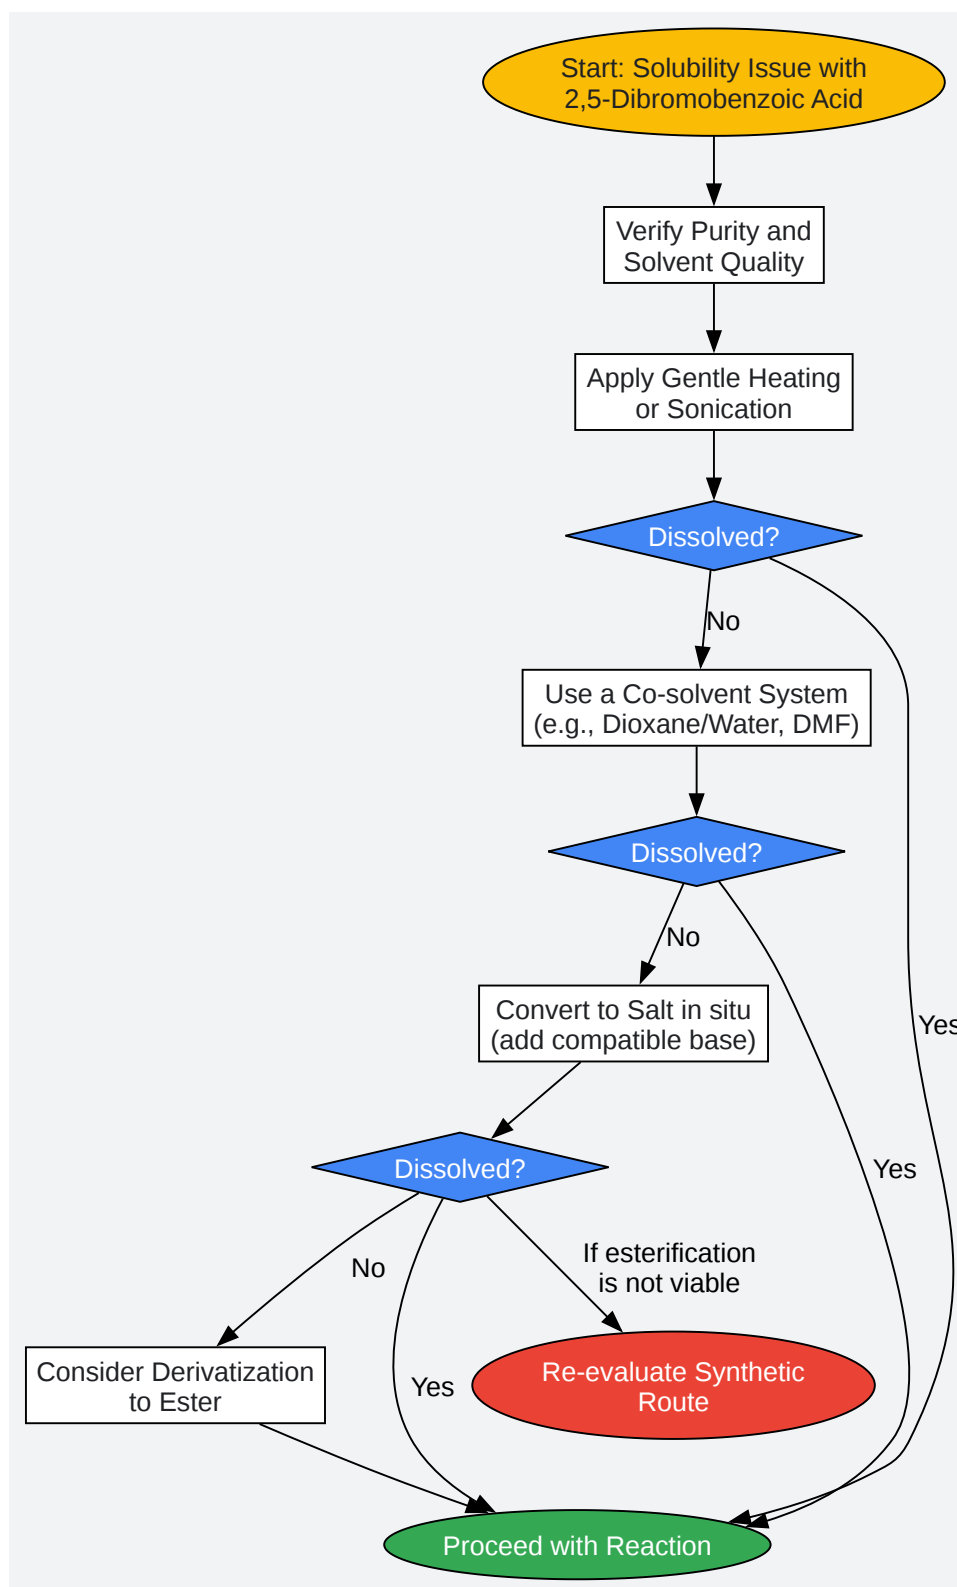 Start: Solubility Issue with
2,5-Dibromobenzoic Acid
Verify Purity and
Solvent Quality
Apply Gentle Heating
or Sonication
Dissolved?
No
Use a Co-solvent System
(e.g., Dioxane/Water, DMF)
Dissolved?
No
Convert to Salt in situ
(add compatible base)
Yes
Dissolved?
Yes
No
If esterification
is not viable
Consider Derivatization
to Ester
Yes
Re-evaluate Synthetic
Route
Proceed with Reaction